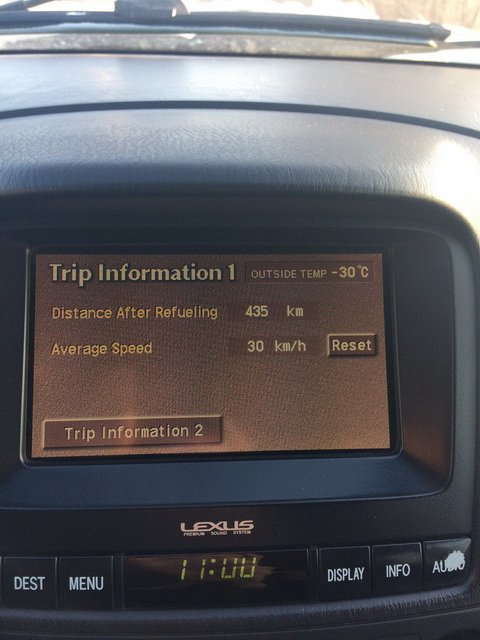 Trip Information 1 OUTSIDE TEMP -30°C
Distance After Refueling 435 km
Average Speed 30 km/h Reset
Trip Information 2
LEXUS
PREMIUM SOUND SYSTEM
11:00
DEST MENU DISPLAY INFO AUDIO